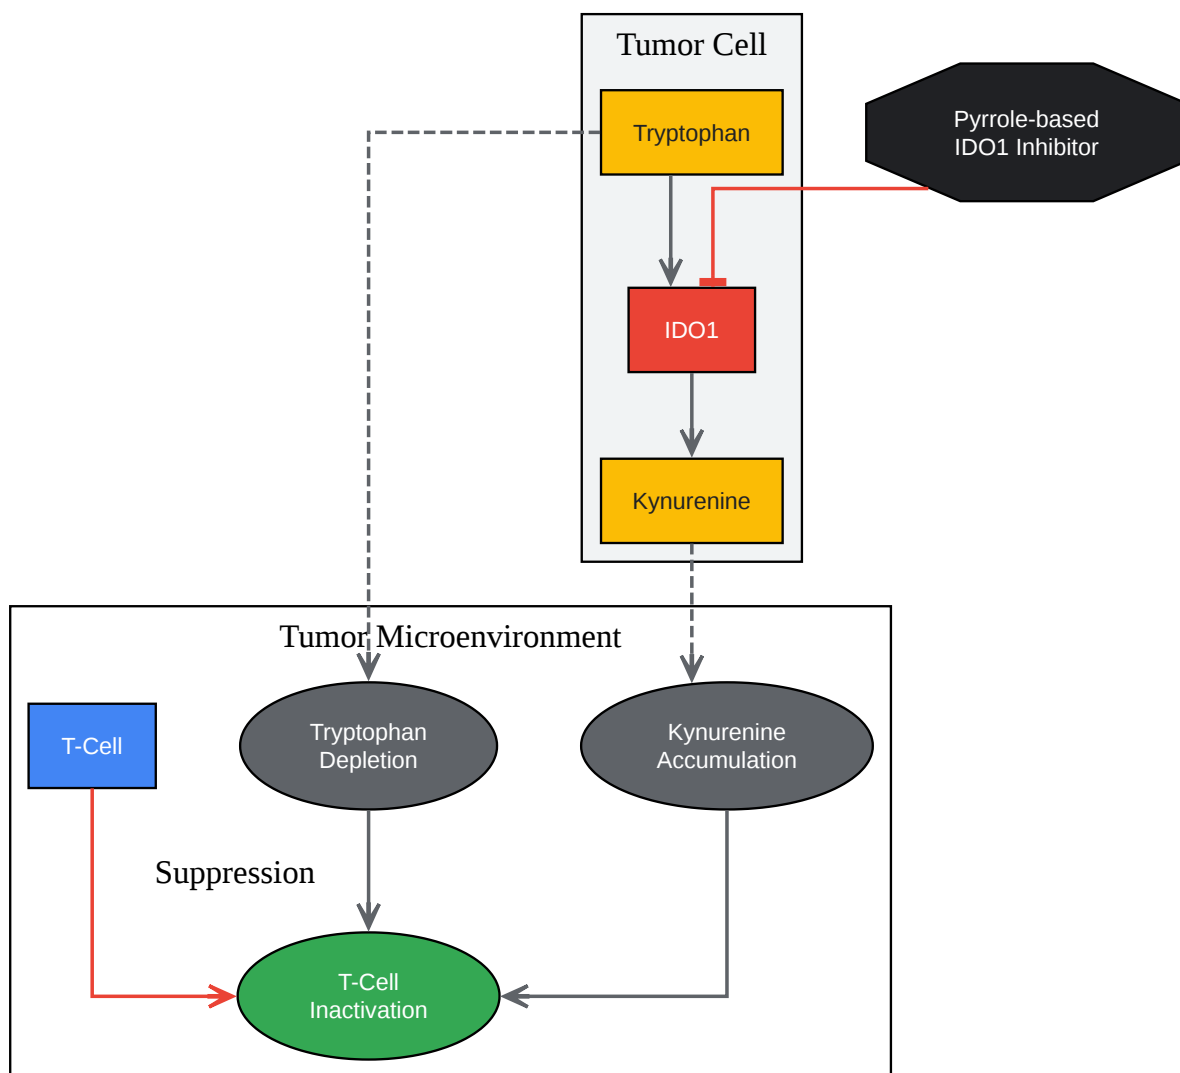 Tumor Cell
Tryptophan
Pyrrole-based
IDO1 Inhibitor
IDO1
Kynurenine
Tumor Microenvironment
T-Cell
Tryptophan
Depletion
Kynurenine
Accumulation
Suppression
T-Cell
Inactivation